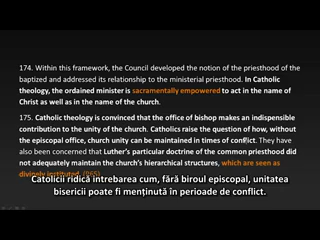 174. Within this framework, the Council developed the notion of the priesthood of the
baptized and addressed its relationship to the ministerial priesthood. In Catholic
theology, the ordained minister is sacramentally empowered to act in the name of
Christ as well as in the name of the church.
175. Catholic theology is convinced that the office of bishop makes an indispensible
contribution to the unity of the church. Catholics raise the question of how, without
the episcopal office, church unity can be maintained in times of conflict. They have
also been concerned that Luther's particular doctrine of the common priesthood did
not adequately maintain the church's hierarchical structures, which are seen as
divinely instituted. (365)
Catolicii ridică întrebarea cum, fără biroul episcopal, unitatea
bisericii poate fi menținută în perioade de conflict.